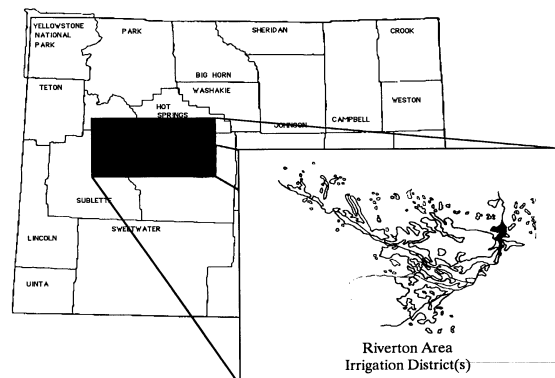 YELLOWSTONE
NATIONAL
PARK
PARK
SHERIDAN
CROOK
BIG HORN
WASHAKIE
TETON
HOT
SPRINGS
JOHNSON
CAMPBELL
WESTON
SUBLETTE
SWEETWATER
LINCOLN
UINTA
Riverton Area
Irrigation District(s)